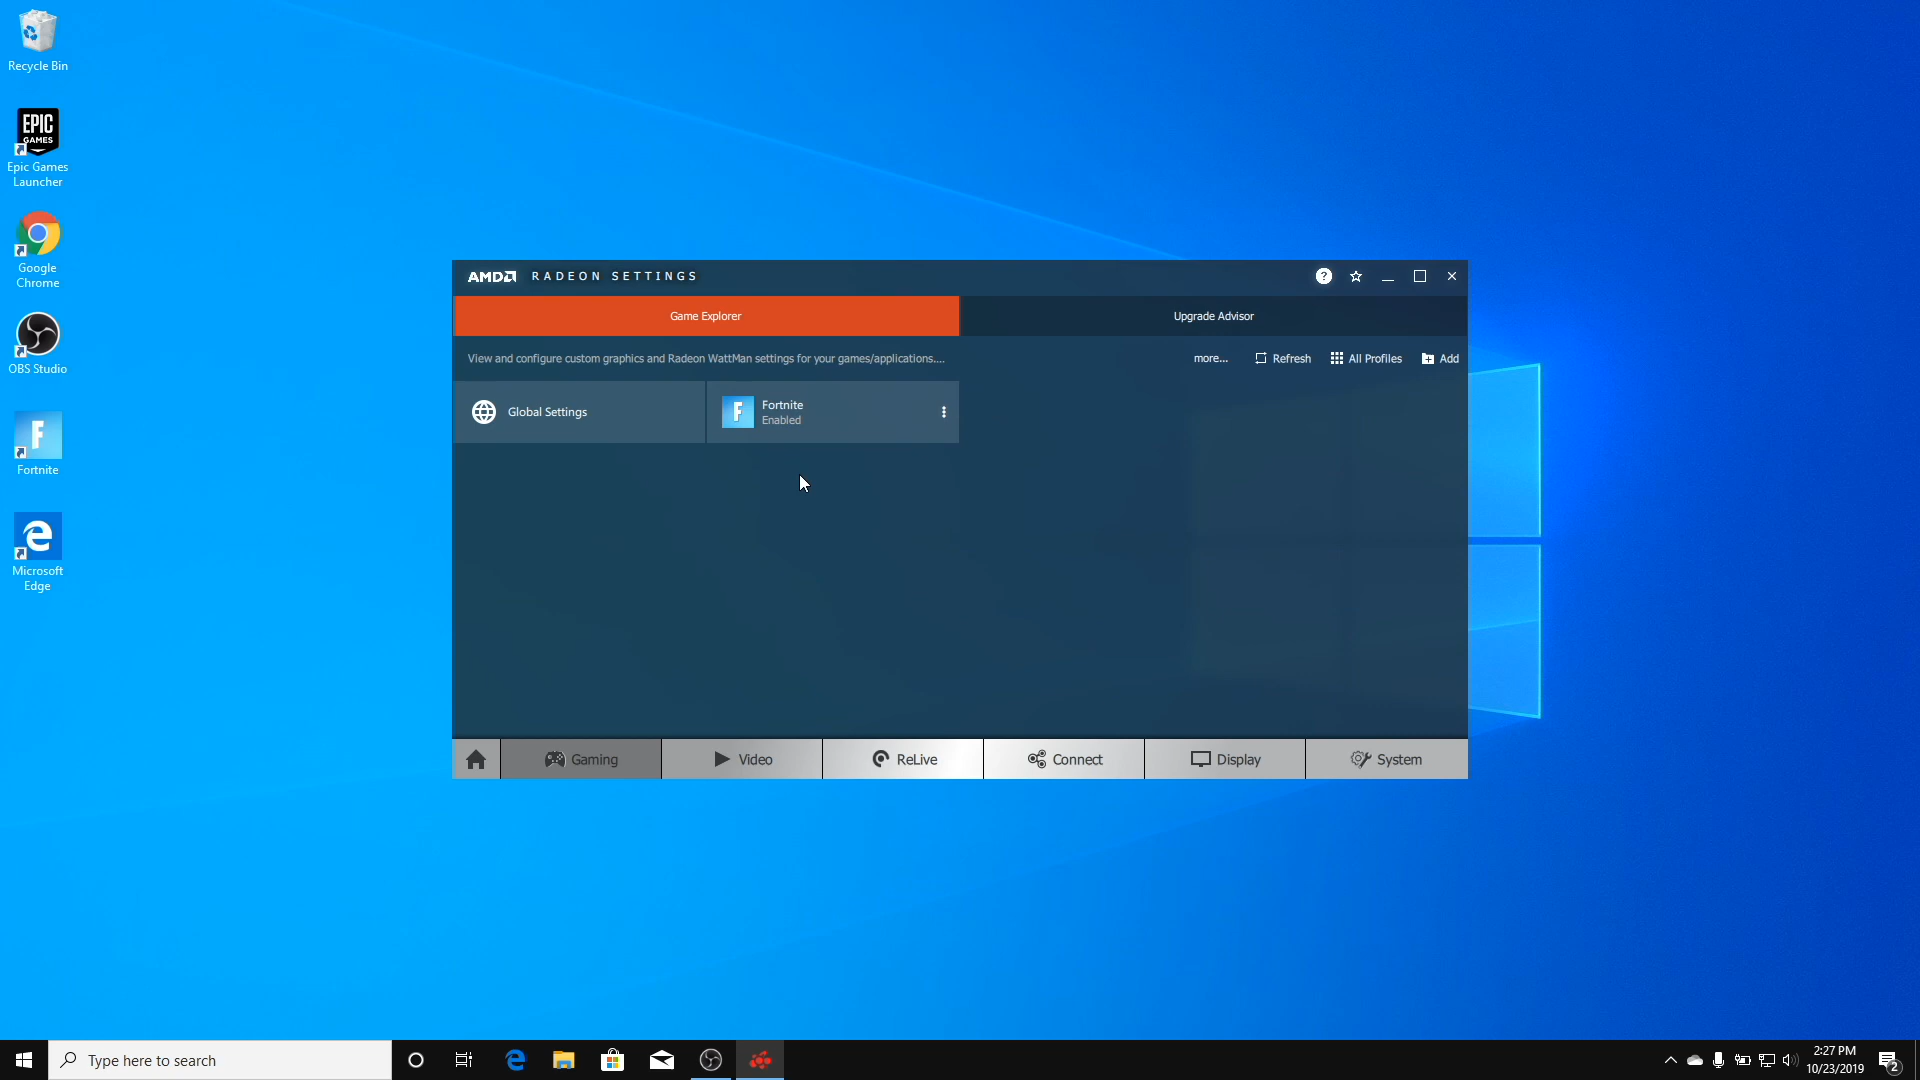 Recycle Bin
EPIC
GAMES
Epic Games
Launcher
Google
Chrome
OBS Studio
F
Fortnite
Microsoft
Edge
AMD RADEON SETTINGS
?
Game Explorer
Upgrade Advisor
View and configure custom graphics and Radeon WattMan settings for your games/applications....
more...
Refresh
All Profiles
Add
Global Settings
F
Fortnite
Enabled
Gaming
Video
ReLive
Connect
Display
System
Type here to search
2:27 PM
10/23/2019
2